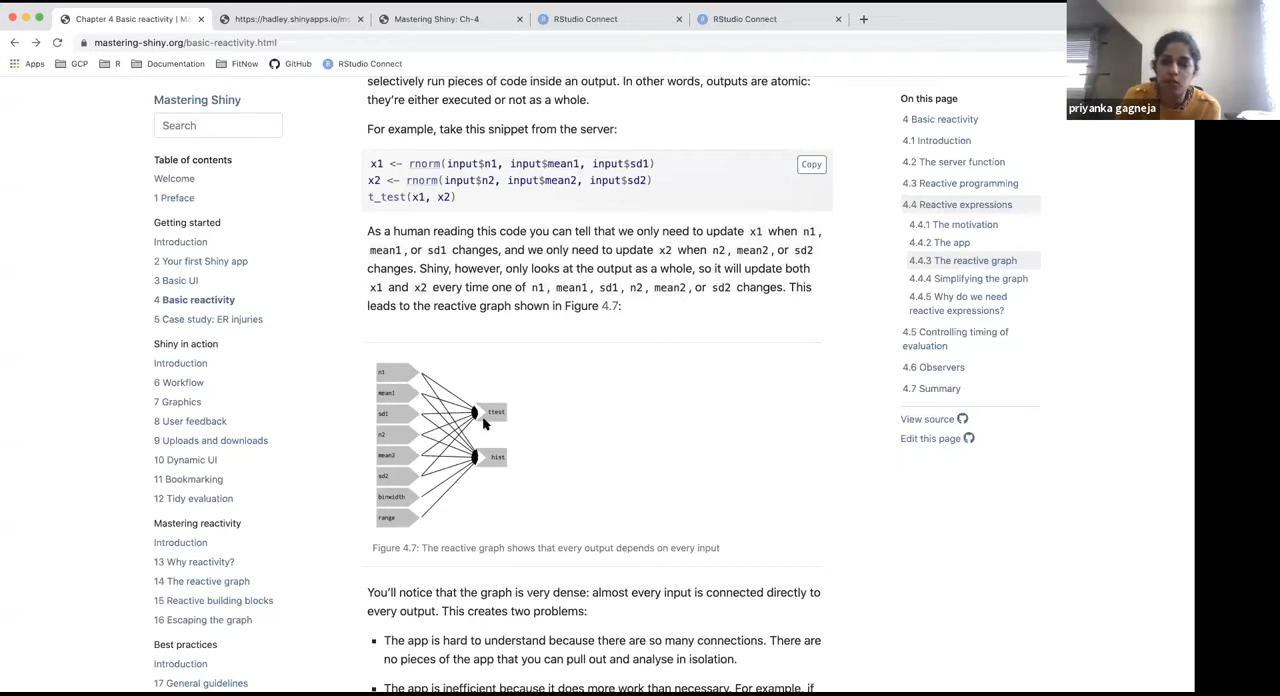 Chapter 4 Basic reactivity | Ma
https://hadley.shinyapps.io/ms
Mastering Shiny: Ch-4
RStudio Connect
RStudio Connect
mastering-shiny.org/basic-reactivity.html
Apps
GCP
R
Documentation
FitNow
GitHub
RStudio Connect
priyanka gagneja
Mastering Shiny
Search
Table of contents
Welcome
1 Preface
Getting started
Introduction
2 Your first Shiny app
3 Basic UI
4 Basic reactivity
5 Case study: ER injuries
Shiny in action
Introduction
6 Workflow
7 Graphics
8 User feedback
9 Uploads and downloads
10 Dynamic UI
11 Bookmarking
12 Tidy evaluation
Mastering reactivity
Introduction
13 Why reactivity?
14 The reactive graph
15 Reactive building blocks
16 Escaping the graph
Best practices
Introduction
17 General guidelines
selectively run pieces of code inside an output. In other words, outputs are atomic:
they're either executed or not as a whole.
For example, take this snippet from the server:
x1 <- rnorm(input$n1, input$mean1, input$sd1)
x2 <- rnorm(input$n2, input$mean2, input$sd2)
t_test(x1, x2)
Copy
As a human reading this code you can tell that we only need to update x1 when n1,
mean1, or sd1 changes, and we only need to update x2 when n2, mean2, or sd2
changes. Shiny, however, only looks at the output as a whole, so it will update both
x1 and x2 every time one of n1, mean1, sd1, n2, mean2, or sd2 changes. This
leads to the reactive graph shown in Figure 4.7:
n1
mean1
sd1
n2
mean2
sd2
binwidth
range
ttest
hist
Figure 4.7: The reactive graph shows that every output depends on every input
You'll notice that the graph is very dense: almost every input is connected directly to
every output. This creates two problems:
▪ The app is hard to understand because there are so many connections. There are
no pieces of the app that you can pull out and analyse in isolation.
▪ The app is inefficient because it does more work than necessary. For example, if
On this page
4 Basic reactivity
4.1 Introduction
4.2 The server function
4.3 Reactive programming
4.4 Reactive expressions
4.4.1 The motivation
4.4.2 The app
4.4.3 The reactive graph
4.4.4 Simplifying the graph
4.4.5 Why do we need
reactive expressions?
4.5 Controlling timing of
evaluation
4.6 Observers
4.7 Summary
View source
Edit this page